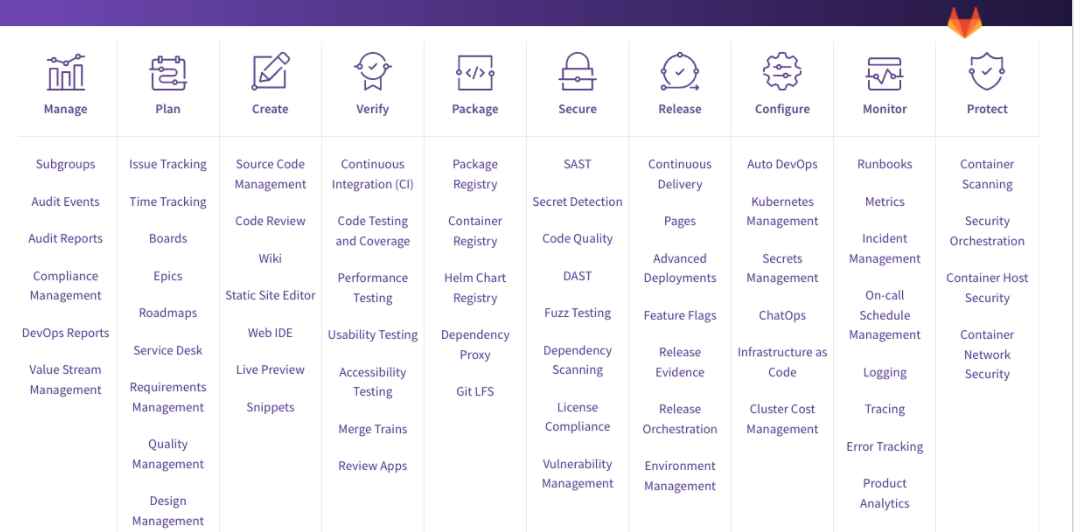 Manage
Plan
Create
Verify
Package
Secure
Release
Configure
Monitor
Protect
Subgroups
Audit Events
Audit Reports
Compliance
Management
DevOps Reports
Value Stream
Management
Issue Tracking
Time Tracking
Boards
Epics
Roadmaps
Service Desk
Requirements
Management
Quality
Management
Design
Management
Source Code
Management
Code Review
Wiki
Static Site Editor
Web IDE
Live Preview
Snippets
Continuous
Integration (CI)
Code Testing
and Coverage
Performance
Testing
Usability Testing
Accessibility
Testing
Merge Trains
Review Apps
Package
Registry
Container
Registry
Helm Chart
Registry
Dependency
Proxy
Git LFS
SAST
Secret Detection
Code Quality
DAST
Fuzz Testing
Dependency
Scanning
License
Compliance
Vulnerability
Management
Continuous
Delivery
Pages
Advanced
Deployments
Feature Flags
Release
Evidence
Release
Orchestration
Environment
Management
Auto DevOps
Kubernetes
Management
Secrets
Management
ChatOps
Infrastructure as
Code
Cluster Cost
Management
Runbooks
Metrics
Incident
Management
On-call
Schedule
Management
Logging
Tracing
Error Tracking
Product
Analytics
Container
Scanning
Security
Orchestration
Container Host
Security
Container
Network
Security